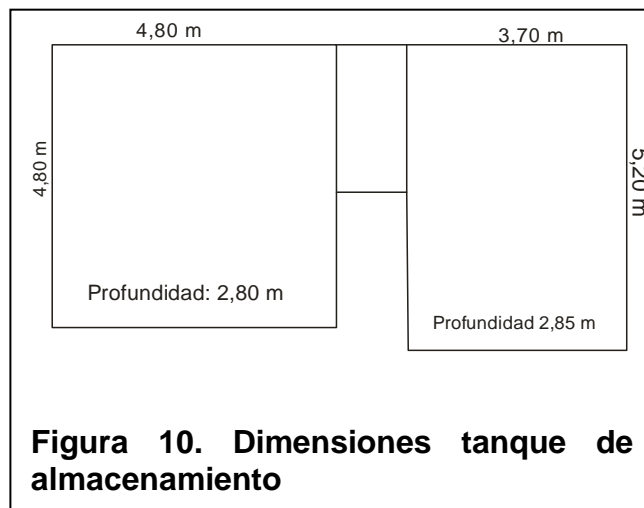 4,80 m
3,70 m
4,80 m
5,20 m
Profundidad: 2,80 m
Profundidad 2,85 m
Figura 10. Dimensiones tanque de
almacenamiento